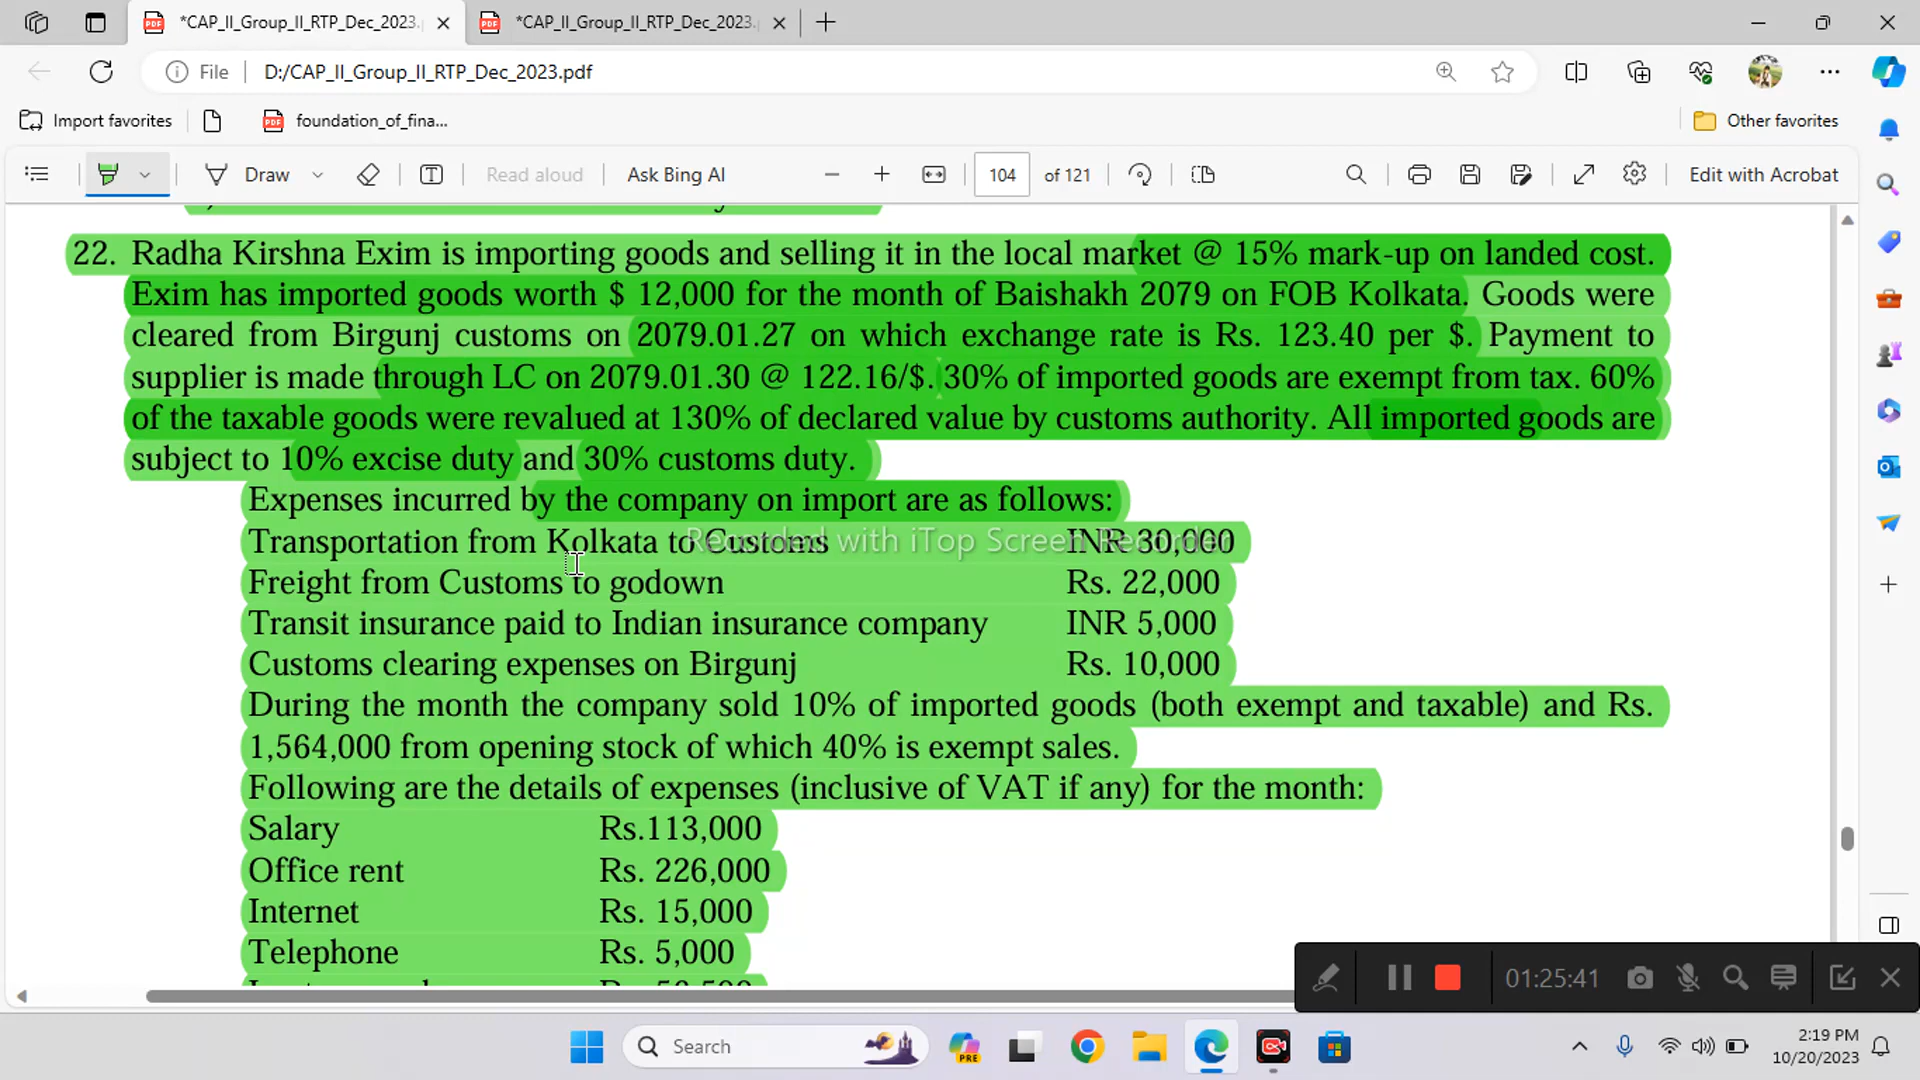 *CAP_II_Group_II_RTP_Dec_2023.
*CAP_II_Group_II_RTP_Dec_2023.
File
D:/CAP_II_Group_II_RTP_Dec_2023.pdf
Import favorites
foundation_of_fina...
Other favorites
Draw
Read aloud
Ask Bing AI
104 of 121
Edit with Acrobat
22. Radha Kirshna Exim is importing goods and selling it in the local market @ 15% mark-up on landed cost.
Exim has imported goods worth $ 12,000 for the month of Baishakh 2079 on FOB Kolkata. Goods were
cleared from Birgunj customs on 2079.01.27 on which exchange rate is Rs. 123.40 per $. Payment to
supplier is made through LC on 2079.01.30 @ 122.16/$. 30% of imported goods are exempt from tax. 60%
of the taxable goods were revalued at 130% of declared value by customs authority. All imported goods are
subject to 10% excise duty and 30% customs duty.
Expenses incurred by the company on import are as follows:
Transportation from Kolkata to Customs INR 30,000
Recorded with iTop Screen Recorder
Freight from Customs to godown Rs. 22,000
Transit insurance paid to Indian insurance company INR 5,000
Customs clearing expenses on Birgunj Rs. 10,000
During the month the company sold 10% of imported goods (both exempt and taxable) and Rs.
1,564,000 from opening stock of which 40% is exempt sales.
Following are the details of expenses (inclusive of VAT if any) for the month:
Salary Rs.113,000
Office rent Rs. 226,000
Internet Rs. 15,000
Telephone Rs. 5,000
01:25:41
Search
PRE
2:19 PM
10/20/2023